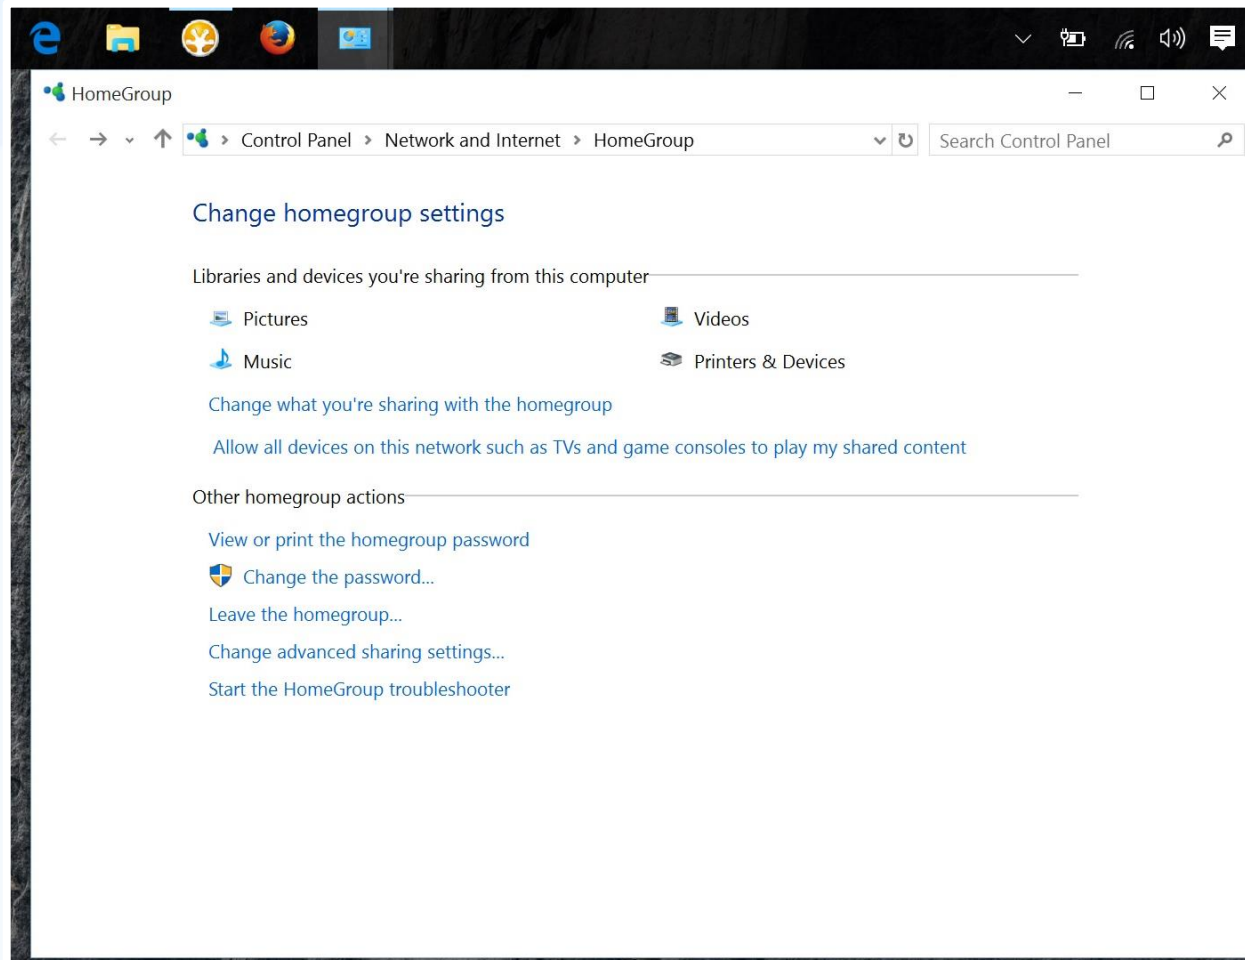 HomeGroup
Control Panel > Network and Internet > HomeGroup
Search Control Panel
Change homegroup settings
Libraries and devices you're sharing from this computer
Pictures
Videos
Music
Printers & Devices
Change what you're sharing with the homegroup
Allow all devices on this network such as TVs and game consoles to play my shared content
Other homegroup actions
View or print the homegroup password
Change the password...
Leave the homegroup...
Change advanced sharing settings...
Start the HomeGroup troubleshooter